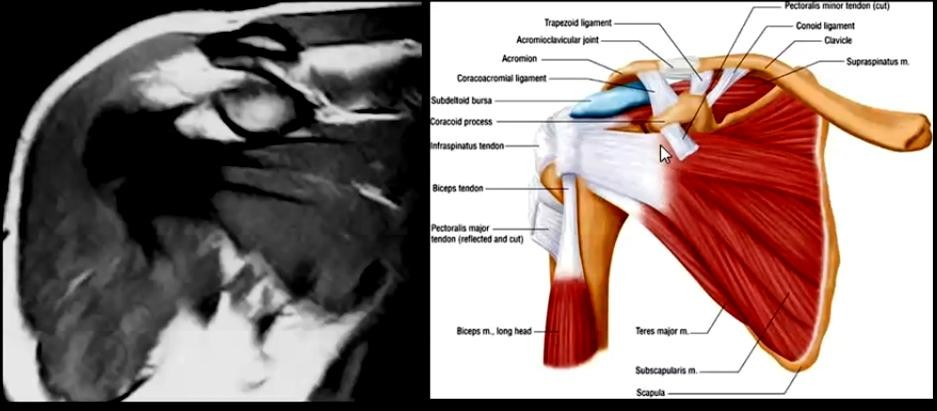 Pectoralis minor tendon (cut)
Trapezoid ligament
Conoid ligament
Acromioclavicular joint
Clavicle
Acromion
Supraspinatus m.
Coracoacromial ligament
Subdeltoid bursa
Coracoid process
Infraspinatus tendon
Biceps tendon
Pectoralis major
tendon (reflected and cut)
Biceps m., long head
Teres major m.
Subscapularis m.
Scapula